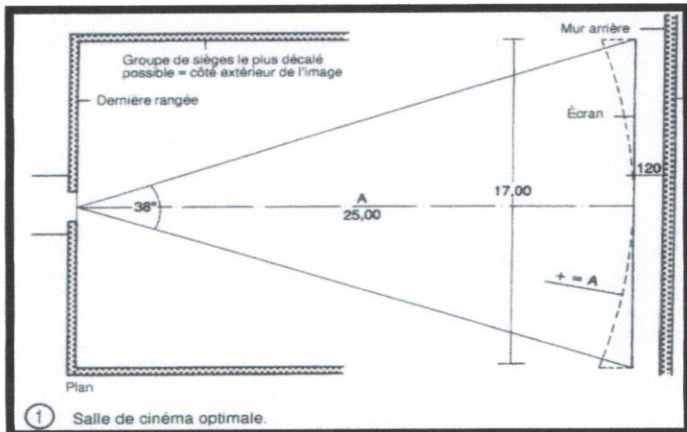 Mur arrière
Groupe de sièges le plus décalé
possible = côté extérieur de l'image
Dernière rangée
Écran
120
38°
A
25,00
17,00
+ = A
Plan
1 Salle de cinéma optimale.